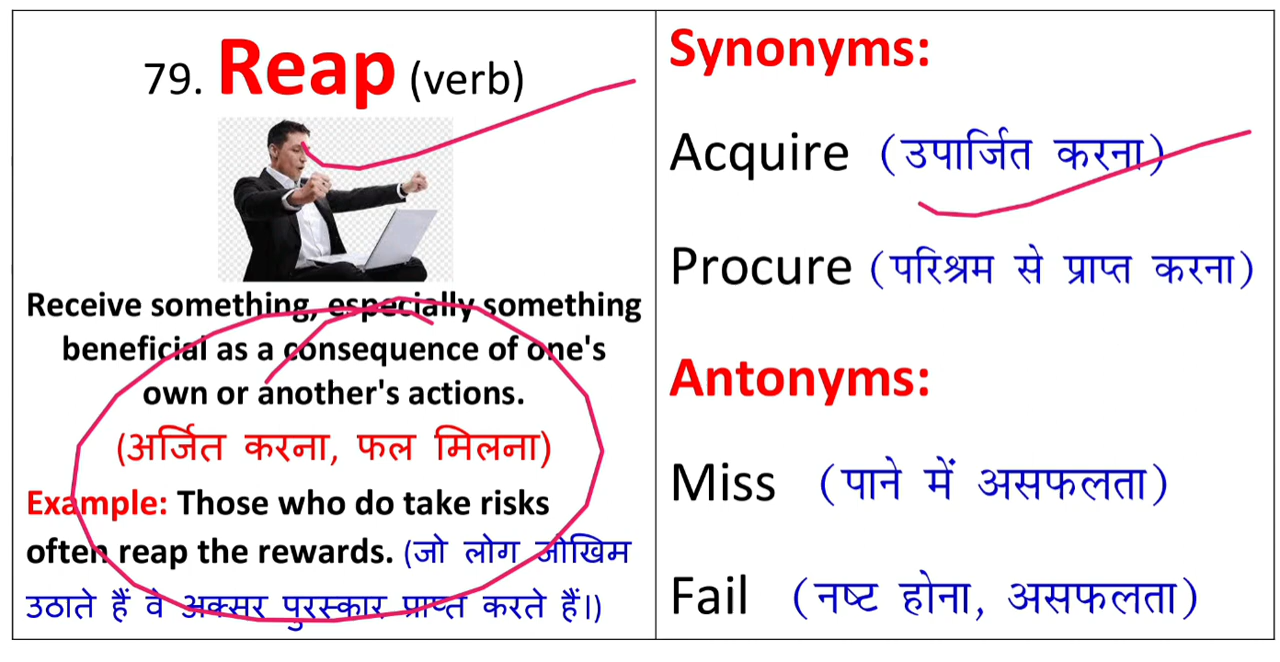 79. Reap (verb)
Receive something, especially something
beneficial as a consequence of one's
own or another's actions.
(अर्जित करना, फल मिलना)
Example: Those who do take risks
often reap the rewards. (जो लोग जोखिम
उठाते हैं वे अक्सर पुरस्कार प्राप्त करते हैं।)
Synonyms:
Acquire (उपार्जित करना)
Procure (परिश्रम से प्राप्त करना)
Antonyms:
Miss (पाने में असफलता)
Fail (नष्ट होना, असफलता)